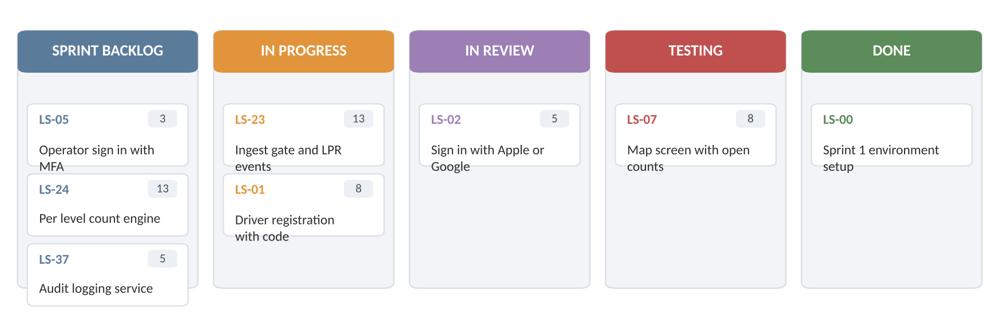 SPRINT BACKLOG
LS-05 3
Operator sign in with
MFA
LS-24 13
Per level count engine
LS-37 5
Audit logging service
IN PROGRESS
LS-23 13
Ingest gate and LPR
events
LS-01 8
Driver registration
with code
IN REVIEW
LS-02 5
Sign in with Apple or
Google
TESTING
LS-07 8
Map screen with open
counts
DONE
LS-00
Sprint 1 environment
setup